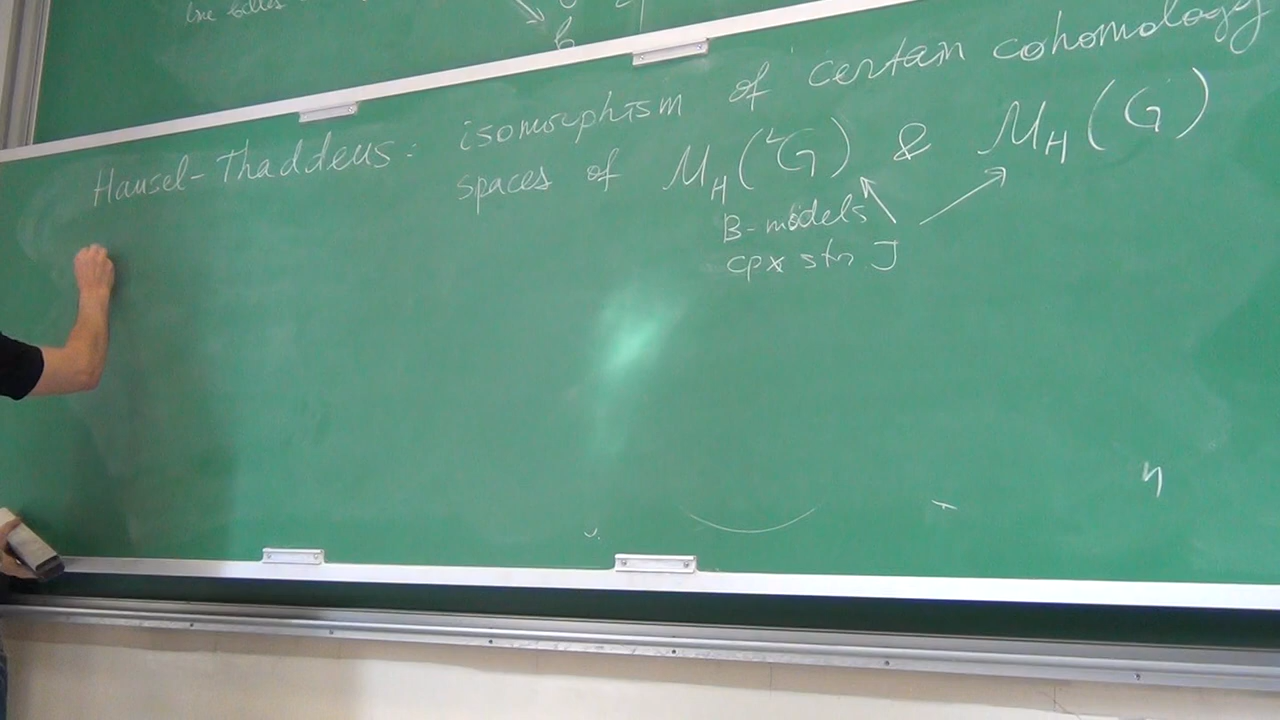 Hausel-Thaddeus: isomorphism of certain cohomology
spaces of M_H(ᴸG) & M_H(G)
B-models
cpx str J